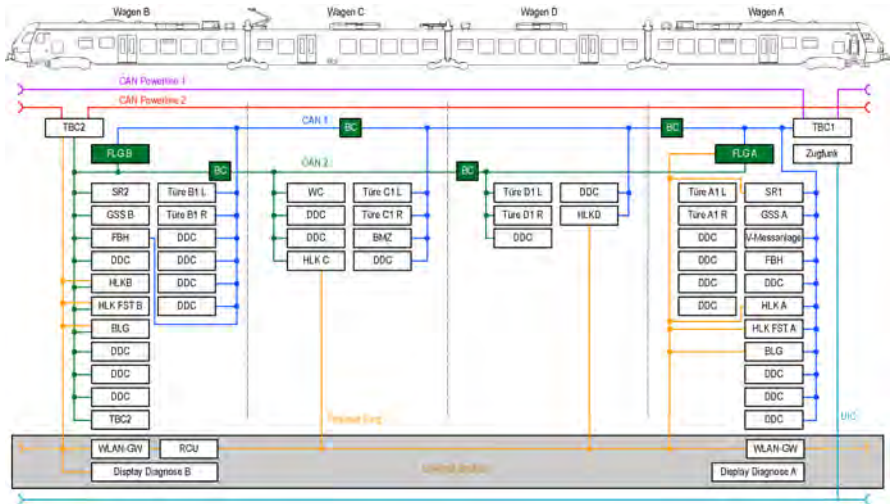 Wagen B
Wagen C
Wagen D
Wagen A
CAN Powerline 1
CAN Powerline 2
TBC2
CAN 1
BC
BC
TBC1
FLG B
CAN 2
FLG A
Zugfunk
BC
BC
SR2
Türe B1 L
WC
Türe C1 L
Türe D1 L
DDC
Türe A1 L
SR1
GSS B
Türe B1 R
DDC
Türe C1 R
Türe D1 R
HLKD
Türe A1 R
GSS A
FBH
DDC
DDC
BMZ
DDC
DDC
V-Messanlage
DDC
DDC
HLK C
DDC
DDC
FBH
HLKB
DDC
DDC
DDC
HLK FST B
DDC
DDC
HLK A
BLG
HLK FST A
DDC
BLG
DDC
DDC
DDC
DDC
TBC2
DDC
UIC
WLAN-GW
RCU
WLAN-GW
Display Diagnose B
Display Diagnose A